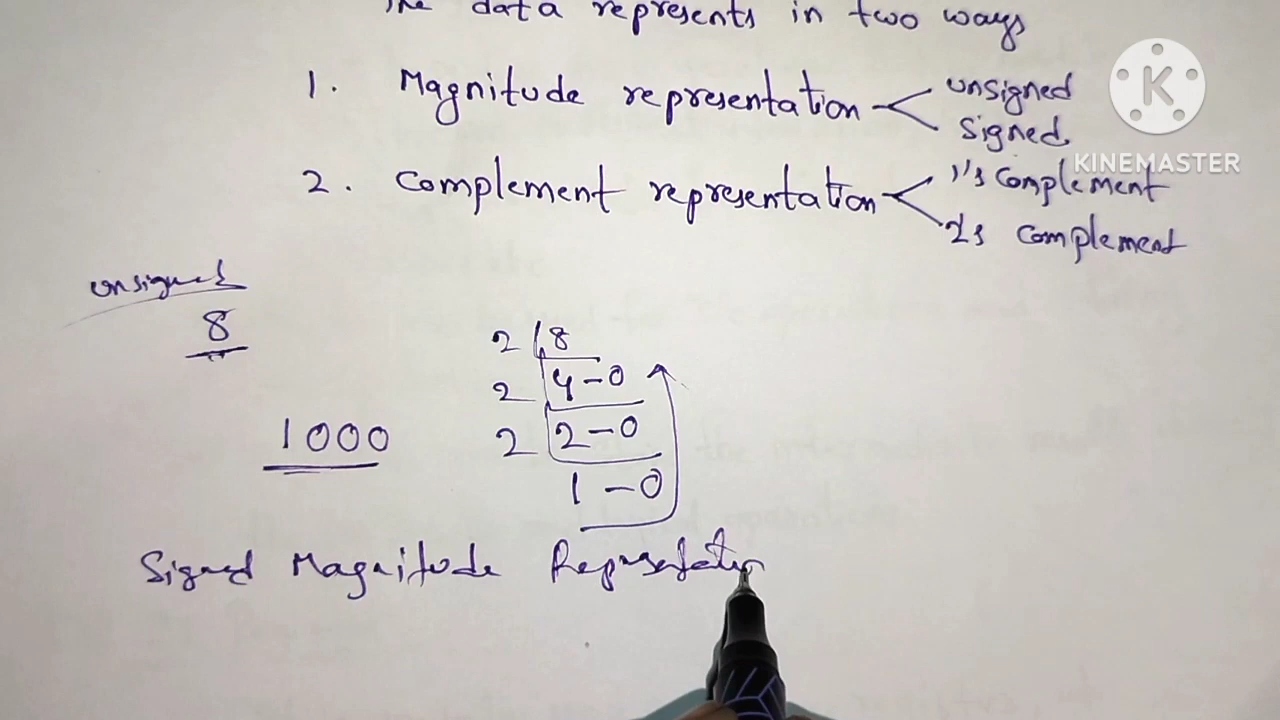 The data represents in two ways
1. Magnitude representation
unsigned
signed
2. Complement representation
1's complement
2s complement
unsigned
8
1000
2 8
2 4-0
2 2-0
1-0
Signed Magnitude Representation
K
KINEMASTER